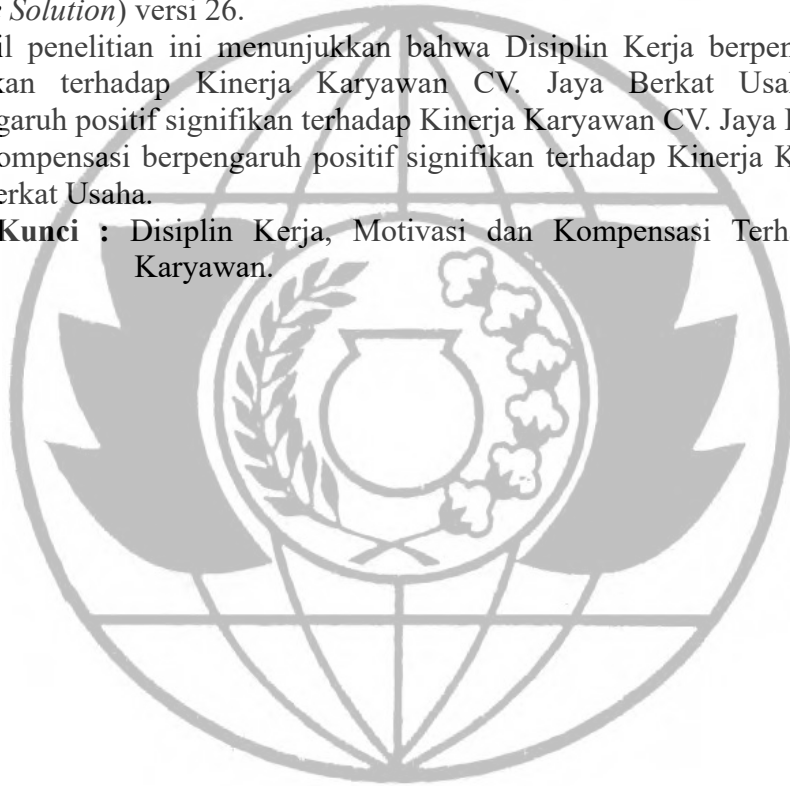 Solution) versi 26.
il penelitian ini menunjukkan bahwa Disiplin Kerja berpen
kan terhadap Kinerja Karyawan CV. Jaya Berkat Usa
garuh positif signifikan terhadap Kinerja Karyawan CV. Jaya
ompensasi berpengaruh positif signifikan terhadap Kinerja K
erkat Usaha.
Kunci : Disiplin Kerja, Motivasi dan Kompensasi Terha
Karyawan.